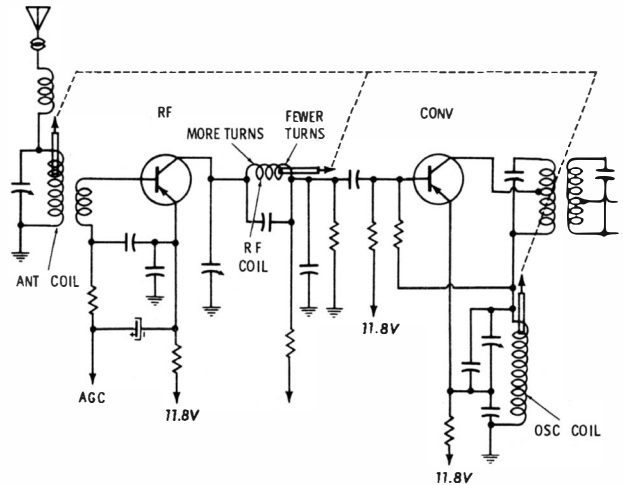 RF
MORE TURNS
FEWER
TURNS
CONV
RF
COIL
ANT COIL
11.8V
AGC
11.8V
OSC COIL
11.8V